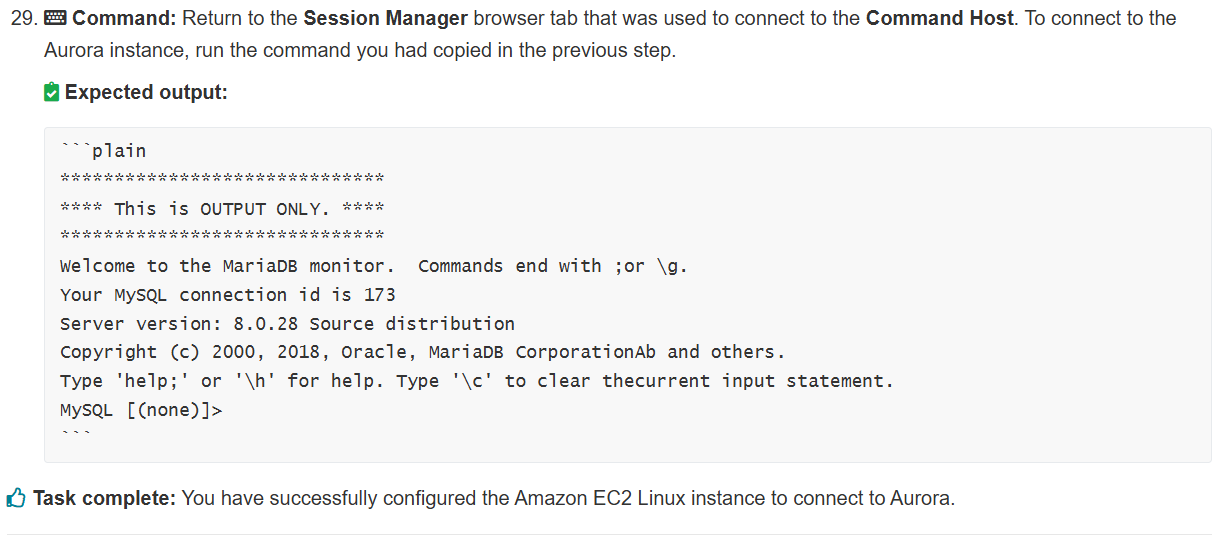 29. Command: Return to the Session Manager browser tab that was used to connect to the Command Host. To connect to the
Aurora instance, run the command you had copied in the previous step.
Expected output:
```plain
******************************
**** This is OUTPUT ONLY. ****
******************************
Welcome to the MariaDB monitor.  Commands end with ;or \g.
Your MySQL connection id is 173
Server version: 8.0.28 Source distribution
Copyright (c) 2000, 2018, Oracle, MariaDB CorporationAb and others.
Type 'help;' or '\h' for help. Type '\c' to clear thecurrent input statement.
MySQL [(none)]>
```
Task complete: You have successfully configured the Amazon EC2 Linux instance to connect to Aurora.